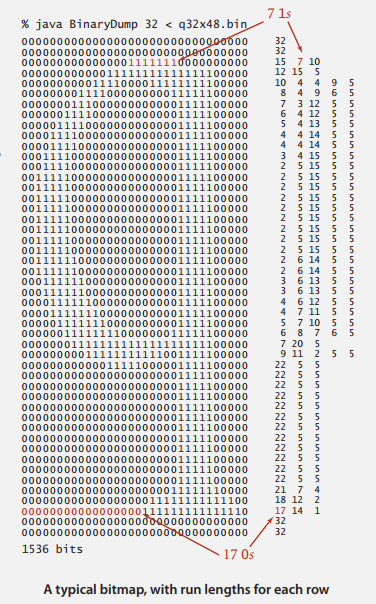 % java BinaryDump 32 < q32x48.bin
7 1s
00000000000000000000000000000000 32
00000000000000000000000000000000 32
00000000000000011111110000000000 15 7 10
00000000000011111111111111100000 12 15 5
00000000001111000011111111100000 10 4 4 9 5
00000000111100000000011111100000 8 4 9 6 5
00000001110000000000001111100000 7 3 12 5 5
00000011110000000000001111100000 6 4 12 5 5
00000111100000000000001111100000 5 4 13 5 5
00001111000000000000001111100000 4 4 14 5 5
00001111000000000000001111100000 4 4 14 5 5
00011110000000000000001111100000 3 4 15 5 5
00111110000000000000001111100000 2 5 15 5 5
00111110000000000000001111100000 2 5 15 5 5
00111110000000000000001111100000 2 5 15 5 5
00111110000000000000001111100000 2 5 15 5 5
00111110000000000000001111100000 2 5 15 5 5
00111110000000000000001111100000 2 5 15 5 5
00111110000000000000001111100000 2 5 15 5 5
00111110000000000000001111100000 2 5 15 5 5
00111110000000000000001111100000 2 5 15 5 5
00111111000000000000001111100000 2 6 14 5 5
00111111000000000000001111100000 2 6 14 5 5
00011111100000000000001111100000 3 6 13 5 5
00011111100000000000001111100000 3 6 13 5 5
00001111110000000000001111100000 4 6 12 5 5
00001111111000000000001111100000 4 7 11 5 5
00000111111100000000001111100000 5 7 10 5 5
00000011111111000000011111100000 6 8 7 6 5
00000001111111111111111111100000 7 20 5
00000000011111111111001111100000 9 11 2 5 5
00000000000000000000001111100000 22 5 5
00000000000000000000001111100000 22 5 5
00000000000000000000001111100000 22 5 5
00000000000000000000001111100000 22 5 5
00000000000000000000001111100000 22 5 5
00000000000000000000001111100000 22 5 5
00000000000000000000001111100000 22 5 5
00000000000000000000001111100000 22 5 5
00000000000000000000001111100000 22 5 5
00000000000000000000001111100000 22 5 5
00000000000000000000001111100000 22 5 5
00000000000000000000001111100000 22 5 5
00000000000000000000011111110000 21 7 4
00000000000000000011111111111100 18 12 2
00000000000000000111111111111110 17 14 1
00000000000000000000000000000000 32
00000000000000000000000000000000 32
1536 bits
17 0s
A typical bitmap, with run lengths for each row